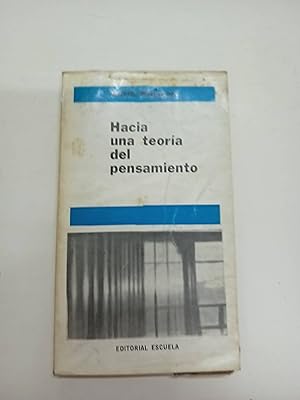 Hacia
una teoría
del
pensamiento
EDITORIAL ESCUELA